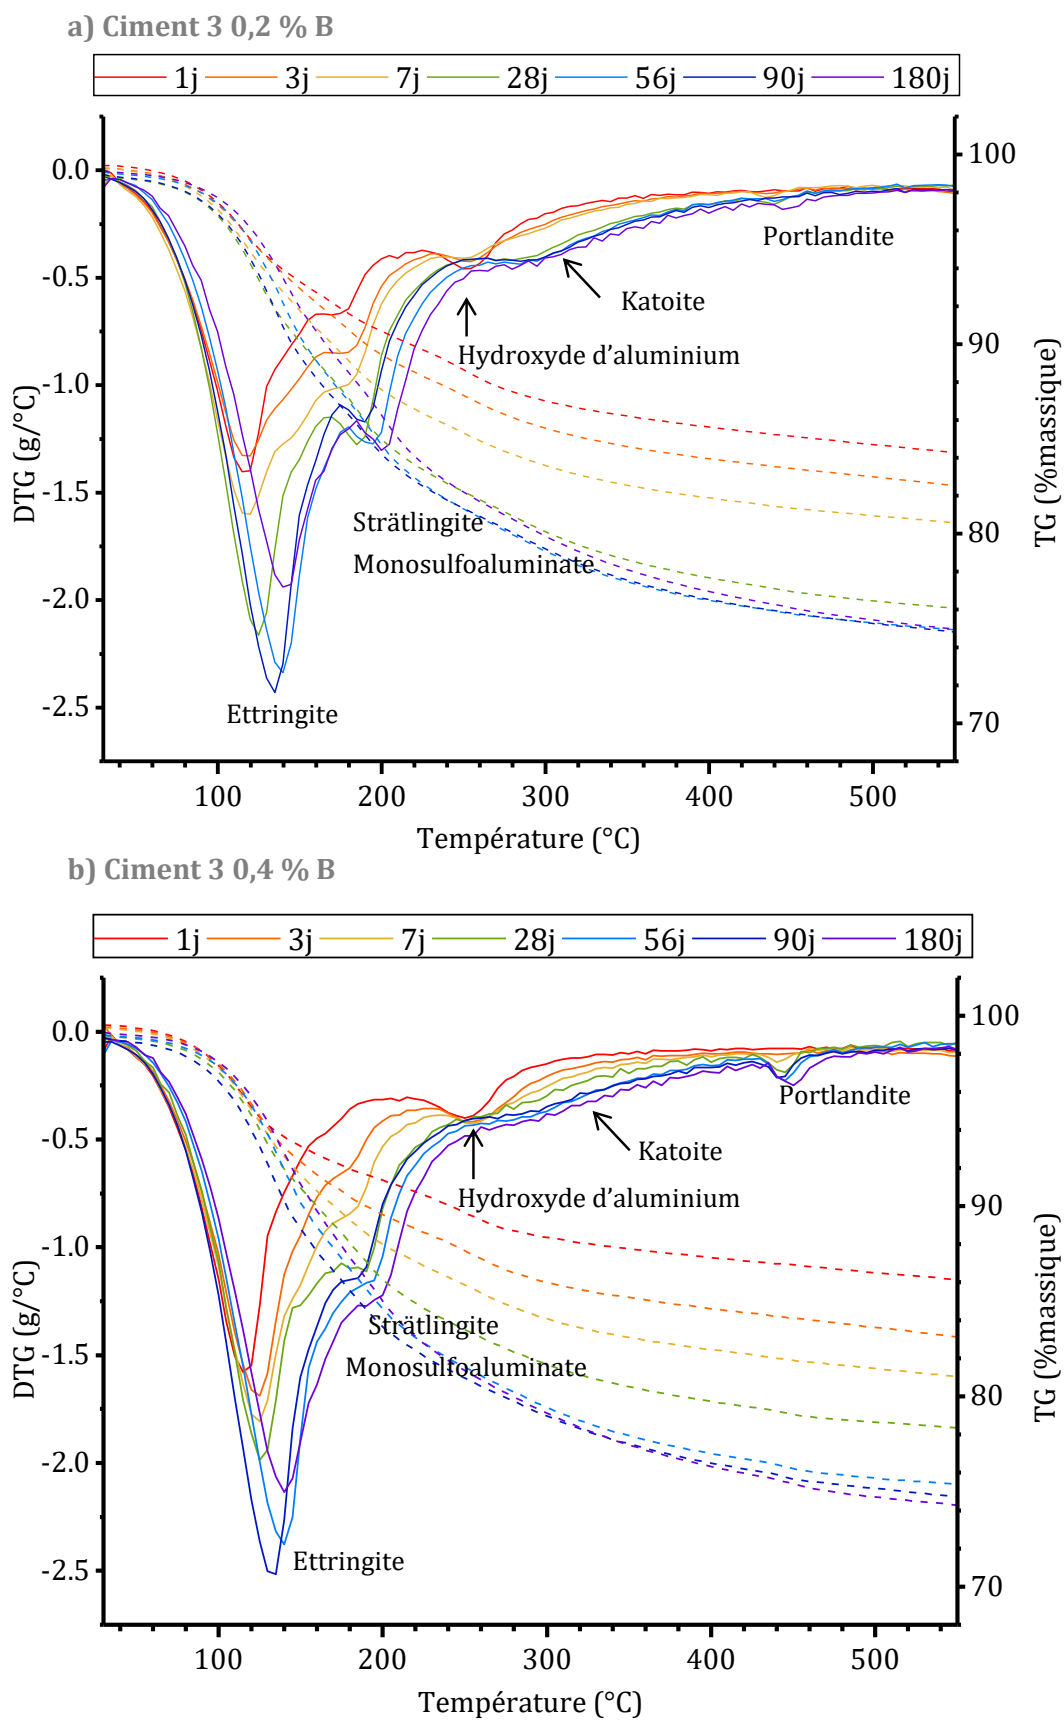 a) Ciment 3 0,2 % B
1j 3j 7j 28j 56j 90j 180j
0.0
-0.5
-1.0
-1.5
-2.0
-2.5
DTG (g/°C)
100
90
80
70
TG (%massique)
Portlandite
Katoite
Hydroxyde d'aluminium
Strätlingite
Monosulfoaluminate
Ettringite
100 200 300 400 500
Température (°C)
b) Ciment 3 0,4 % B
1j 3j 7j 28j 56j 90j 180j
0.0
-0.5
-1.0
-1.5
-2.0
-2.5
DTG (g/°C)
100
90
80
70
TG (%massique)
Portlandite
Katoite
Hydroxyde d'aluminium
Strätlingite
Monosulfoaluminate
Ettringite
100 200 300 400 500
Température (°C)